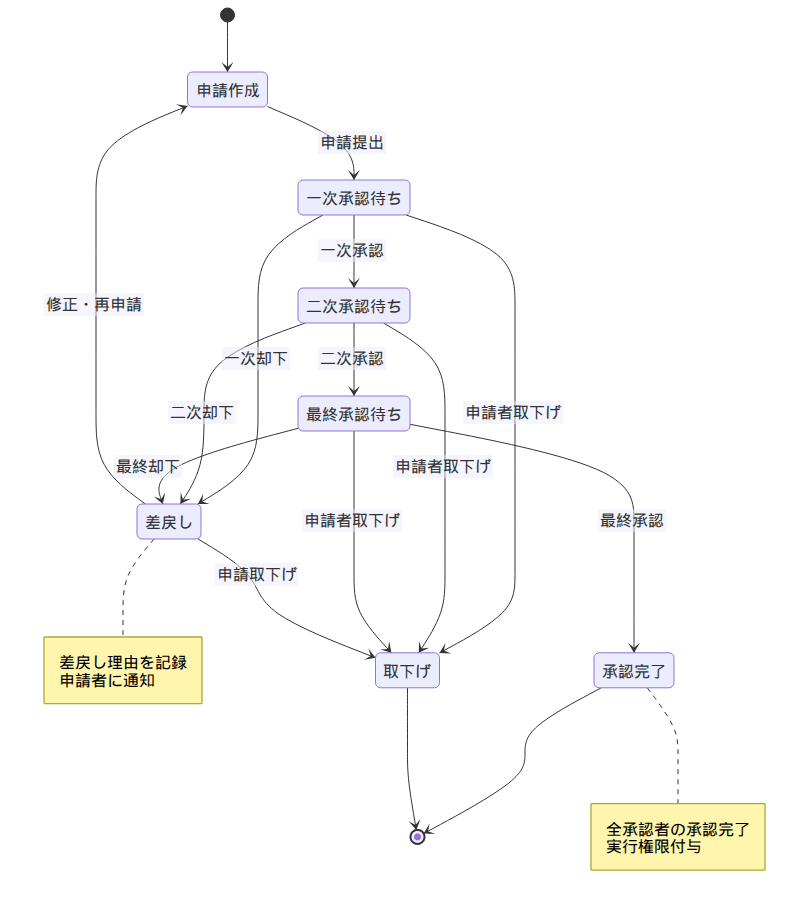 申請作成
申請提出
一次承認待ち
一次承認
修正・再申請
二次承認待ち
一次却下
二次承認
二次却下
最終承認待ち
申請者取下げ
最終却下
申請者取下げ
差戻し
申請者取下げ
最終承認
申請取下げ
差戻し理由を記録
申請者に通知
取下げ
承認完了
全承認者の承認完了
実行権限付与